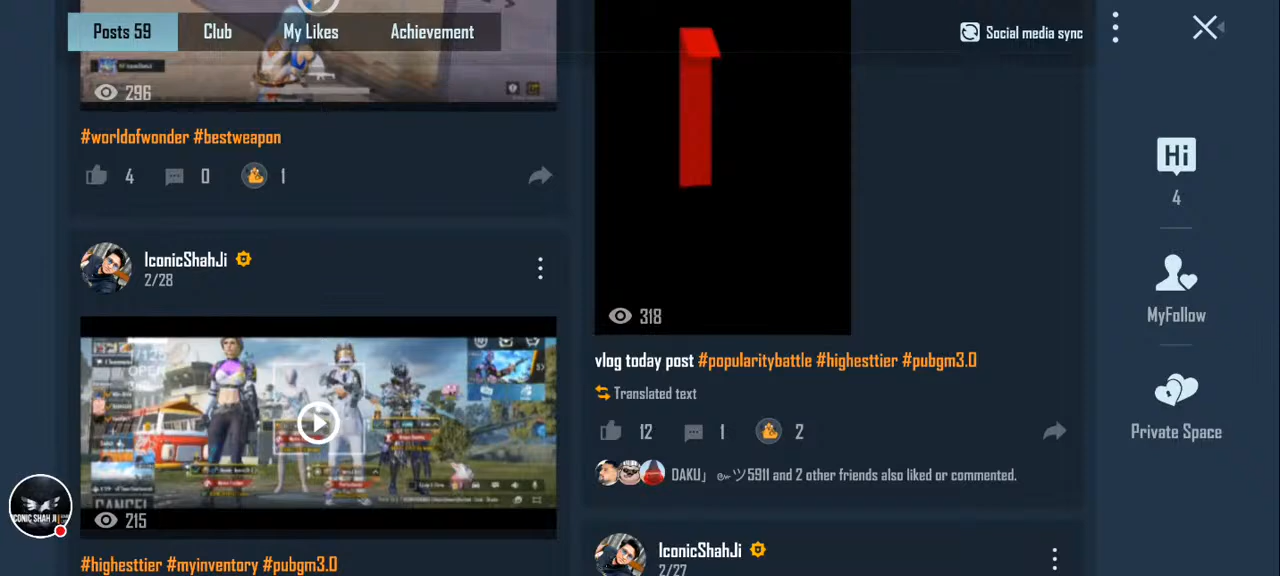 Posts 59
Club
My Likes
Achievement
Social media sync
296
#worldofwonder #bestweapon
4
0
1
IconicShahJi
2/28
215
#highesttier #myinventory #pubgm3.0
318
vlog today post #popularitybattle #highesttier #pubgm3.0
Translated text
12
1
2
DAKU」 ๛ツ5911 and 2 other friends also liked or commented.
IconicShahJi
2/27
Hi
4
MyFollow
Private Space
ICONIC SHAH JI